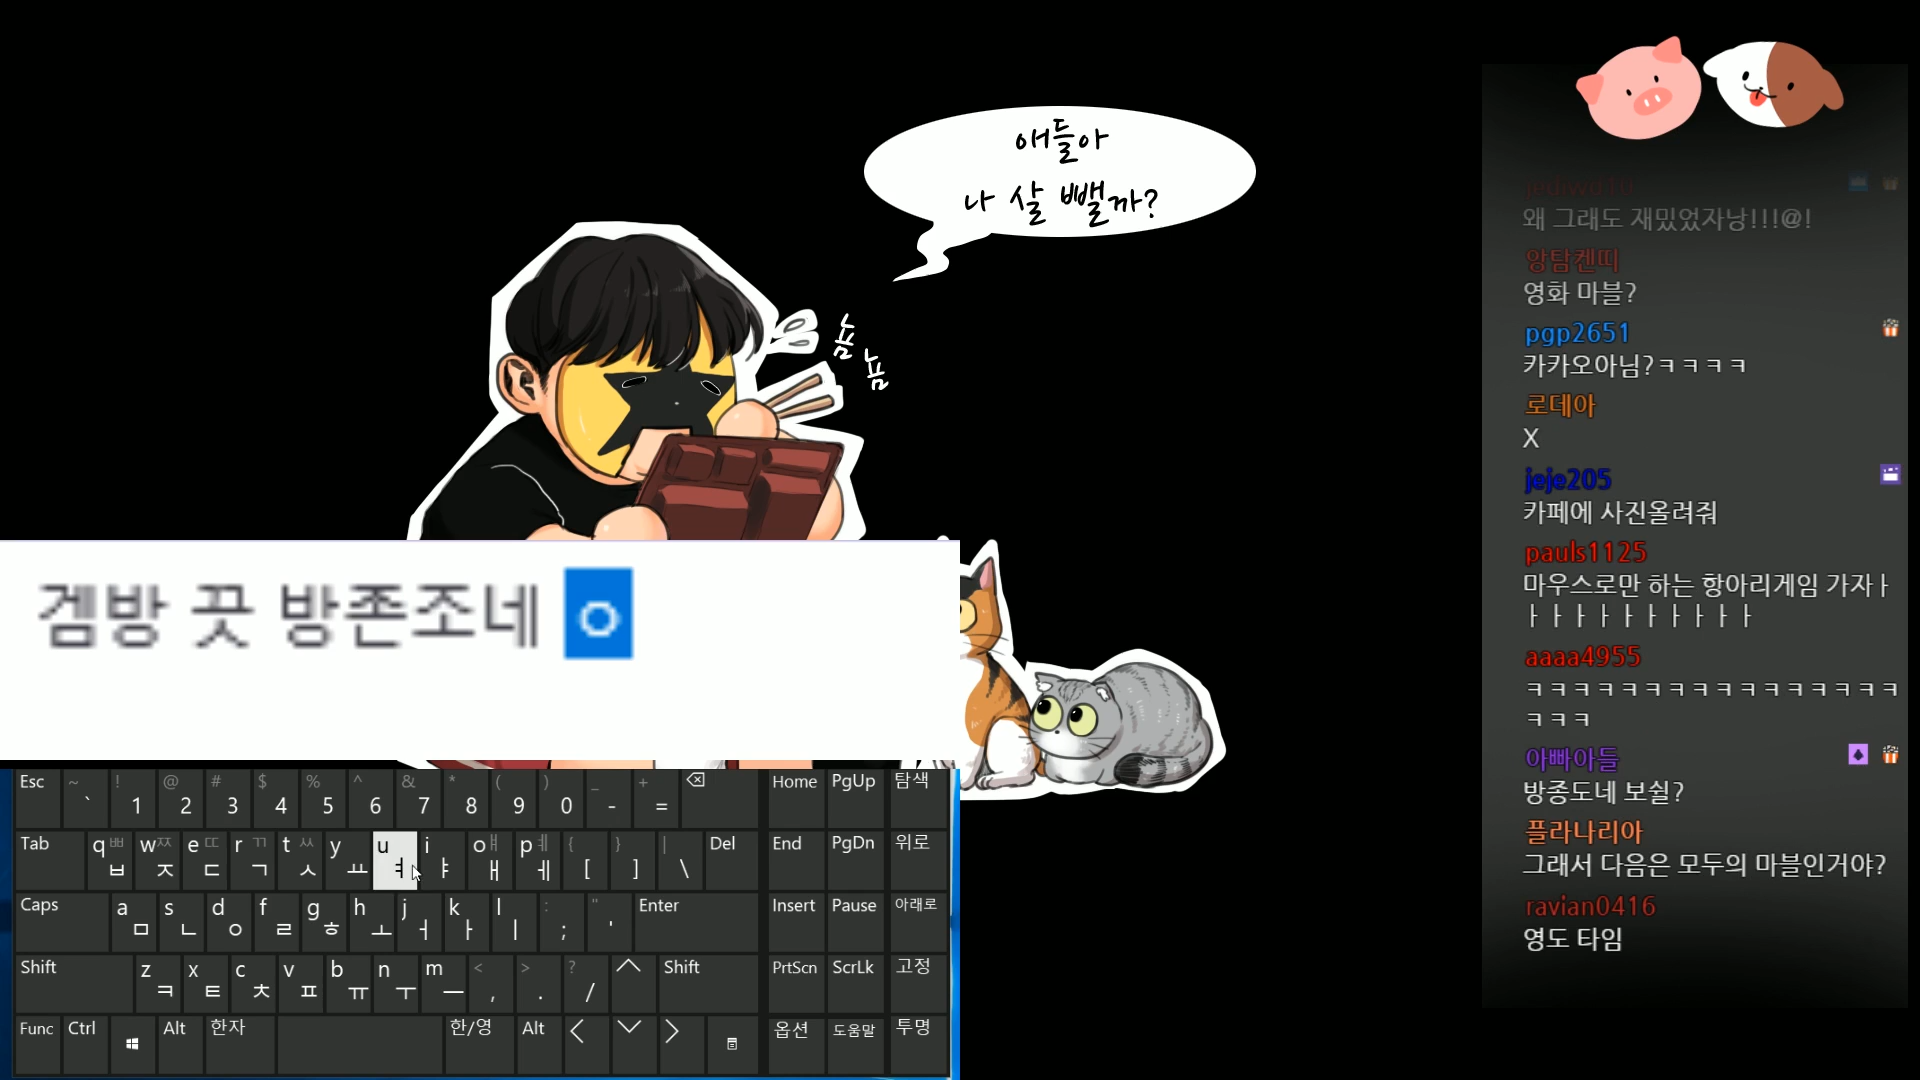 애들아
나 살 뺄까?
뇸
뇸
겜방 끗 방존조네 ㅇ
Esc ~ ` ! 1 @ 2 # 3 $ 4 % 5 ^ 6 & 7 * 8 ( 9 ) 0 _ - + = Home PgUp 탐색
Tab q ㅃ ㅂ w ㅉ ㅈ e ㄸ ㄷ r ㄲ ㄱ t ㅆ ㅅ y ㅛ u ㅕ i ㅑ o ㅒ ㅐ p ㅖ ㅔ { [ } ] | \ Del End PgDn 위로
Caps a ㅁ s ㄴ d ㅇ f ㄹ g ㅎ h ㅗ j ㅓ k ㅏ l ㅣ : ; " ' Enter Insert Pause 아래로
Shift z ㅋ x ㅌ c ㅊ v ㅍ b ㅠ n ㅜ m ㅡ < , > . ? / Shift PrtScn ScrLk 고정
Func Ctrl Alt 한자 한/영 Alt 옵션 도움말 투명
jediwd10
왜 그래도 재밌었자낭!!!@!
앙탐켄띠
영화 마블?
pgp2651
카카오아님?ㅋㅋㅋㅋ
로데아
X
jeje205
카페에 사진올려줘
pauls1125
마우스로만 하는 항아리게임 가자ㅏ
ㅏㅏㅏㅏㅏㅏㅏㅏㅏㅏ
aaaa4955
ㅋㅋㅋㅋㅋㅋㅋㅋㅋㅋㅋㅋㅋㅋㅋㅋ
ㅋㅋㅋ
아빠아들
방종도네 보쉴?
플라나리아
그래서 다음은 모두의 마블인거야?
ravian0416
영도 타임